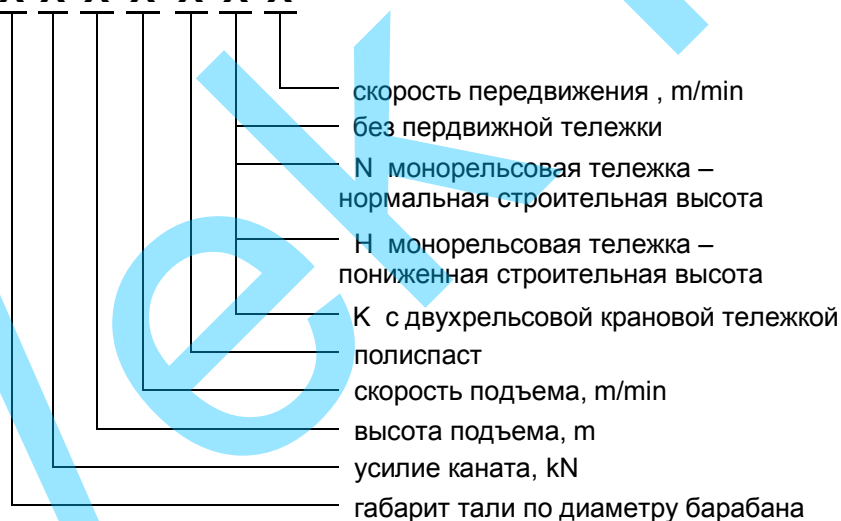 X X X X X X X
скорость передвижения , m/min
без пердвижной тележки
N монорельсовая тележка –
нормальная строительная высота
H монорельсовая тележка –
пониженная строительная высота
K с двухрельсовой крановой тележкой
полиспаст
скорость подъема, m/min
высота подъема, m
усилие каната, kN
габарит тали по диаметру барабана